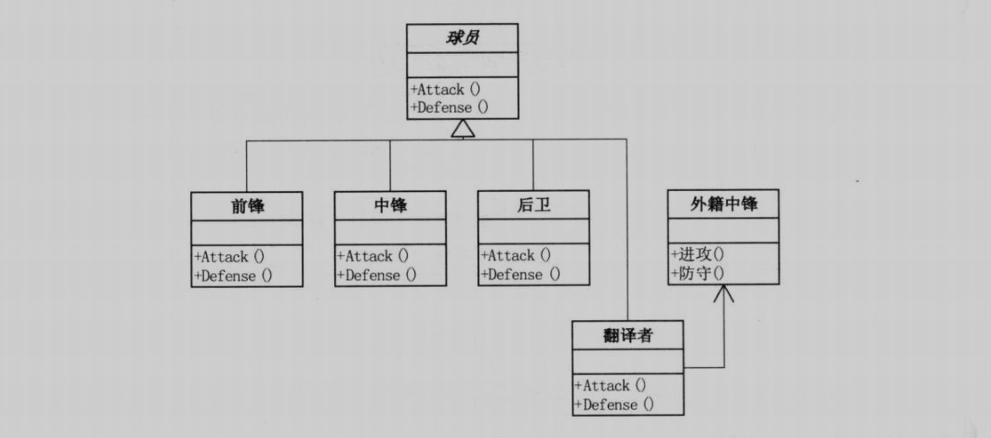 球员
+Attack()
+Defense()
前锋
+Attack()
+Defense()
中锋
+Attack()
+Defense()
后卫
+Attack()
+Defense()
外籍中锋
+进攻()
+防守()
翻译者
+Attack()
+Defense()